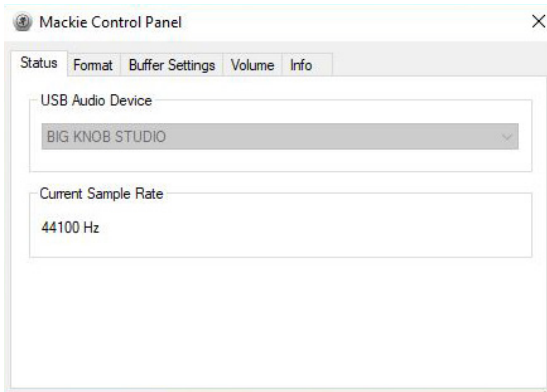 Mackie Control Panel
Status Format Buffer Settings Volume Info
USB Audio Device
BIG KNOB STUDIO
Current Sample Rate
44100 Hz